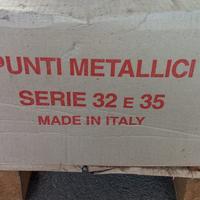 PUNTI METALLICI
SERIE 32 E 35
MADE IN ITALY